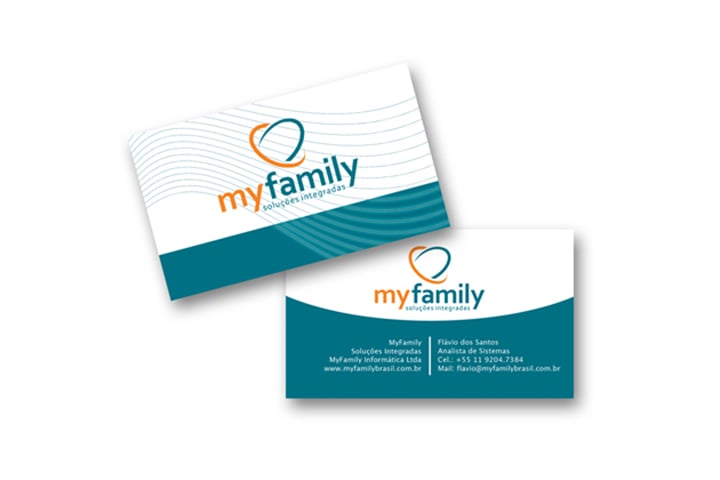 myfamily
soluções integradas
myfamily
soluções integradas
MyFamily
Soluções Integradas
MyFamily Informática Ltda
www.myfamilybrasil.com.br
Flávio dos Santos
Analista de Sistemas
Cel.: +55 11 9204.7384
Mail: flavio@myfamilybrasil.com.br